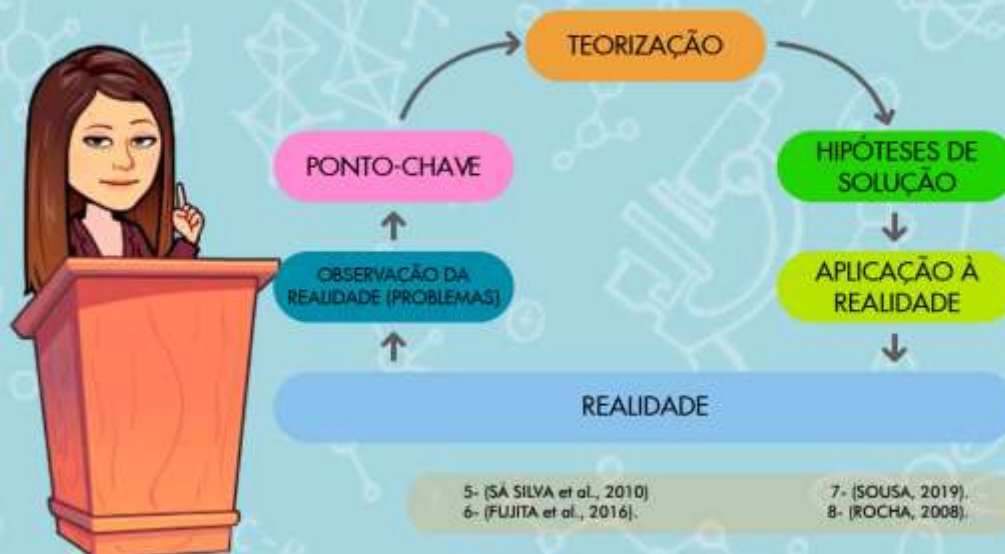 TEORIZAÇÃO
PONTO-CHAVE
HIPÓTESES DE
SOLUÇÃO
OBSERVAÇÃO DA
REALIDADE (PROBLEMAS)
APLICAÇÃO À
REALIDADE
REALIDADE
5- (SÁ SILVA et al., 2010)
6- (FUJITA et al., 2016).
7- (SOUSA, 2019).
8- (ROCHA, 2008).